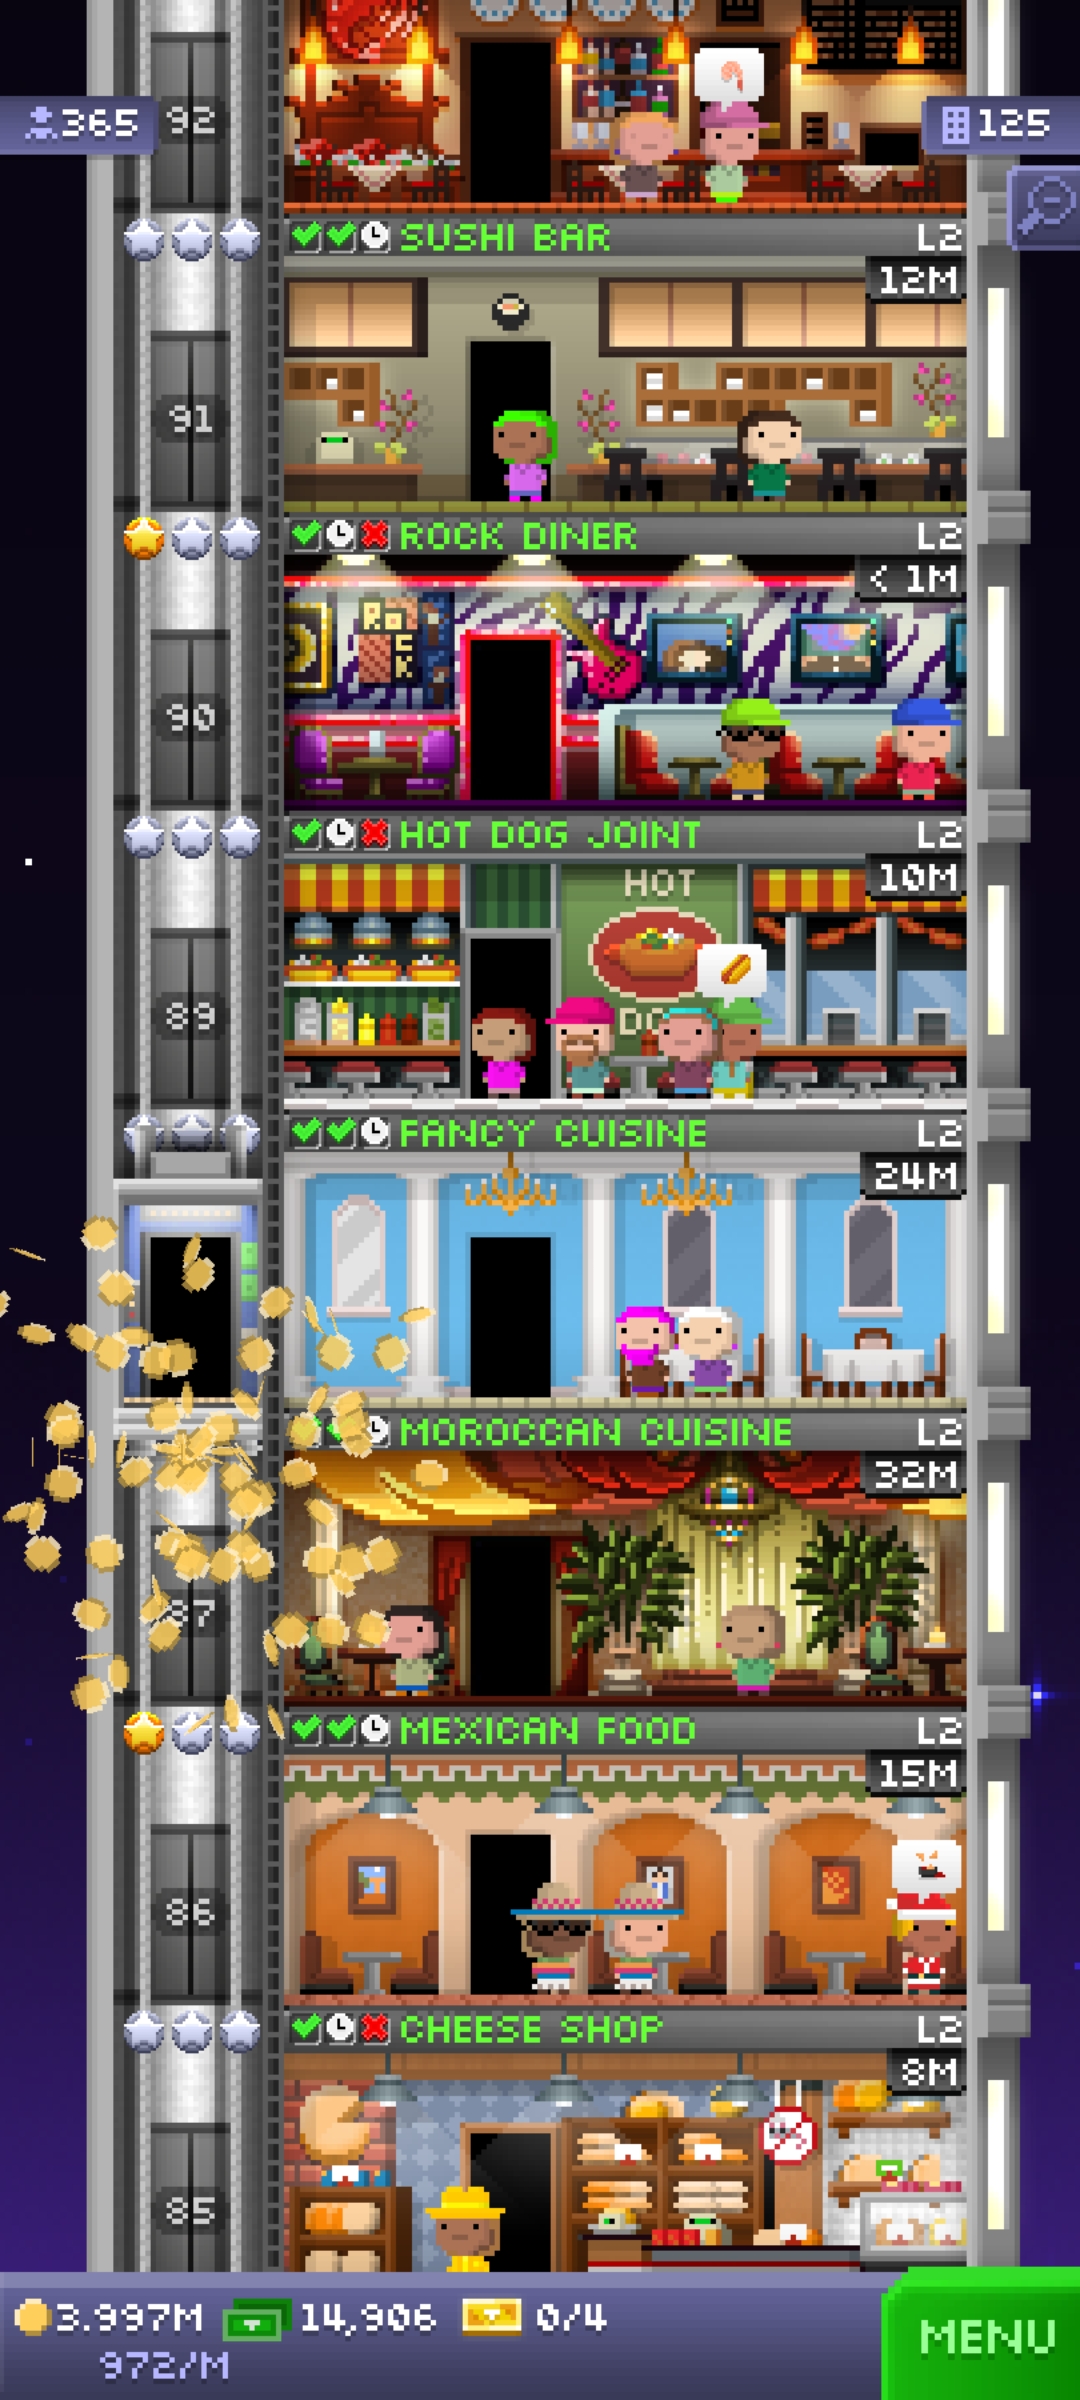 365
92
125
SUSHI BAR L2
12M
91
ROCK DINER L2
< 1M
ROCK
90
HOT DOG JOINT L2
10M
HOT
89
FANCY CUISINE L2
24M
MOROCCAN CUISINE L2
32M
87
MEXICAN FOOD L2
15M
86
CHEESE SHOP L2
8M
85
3.997M 14,906 0/4
972/M
MENU